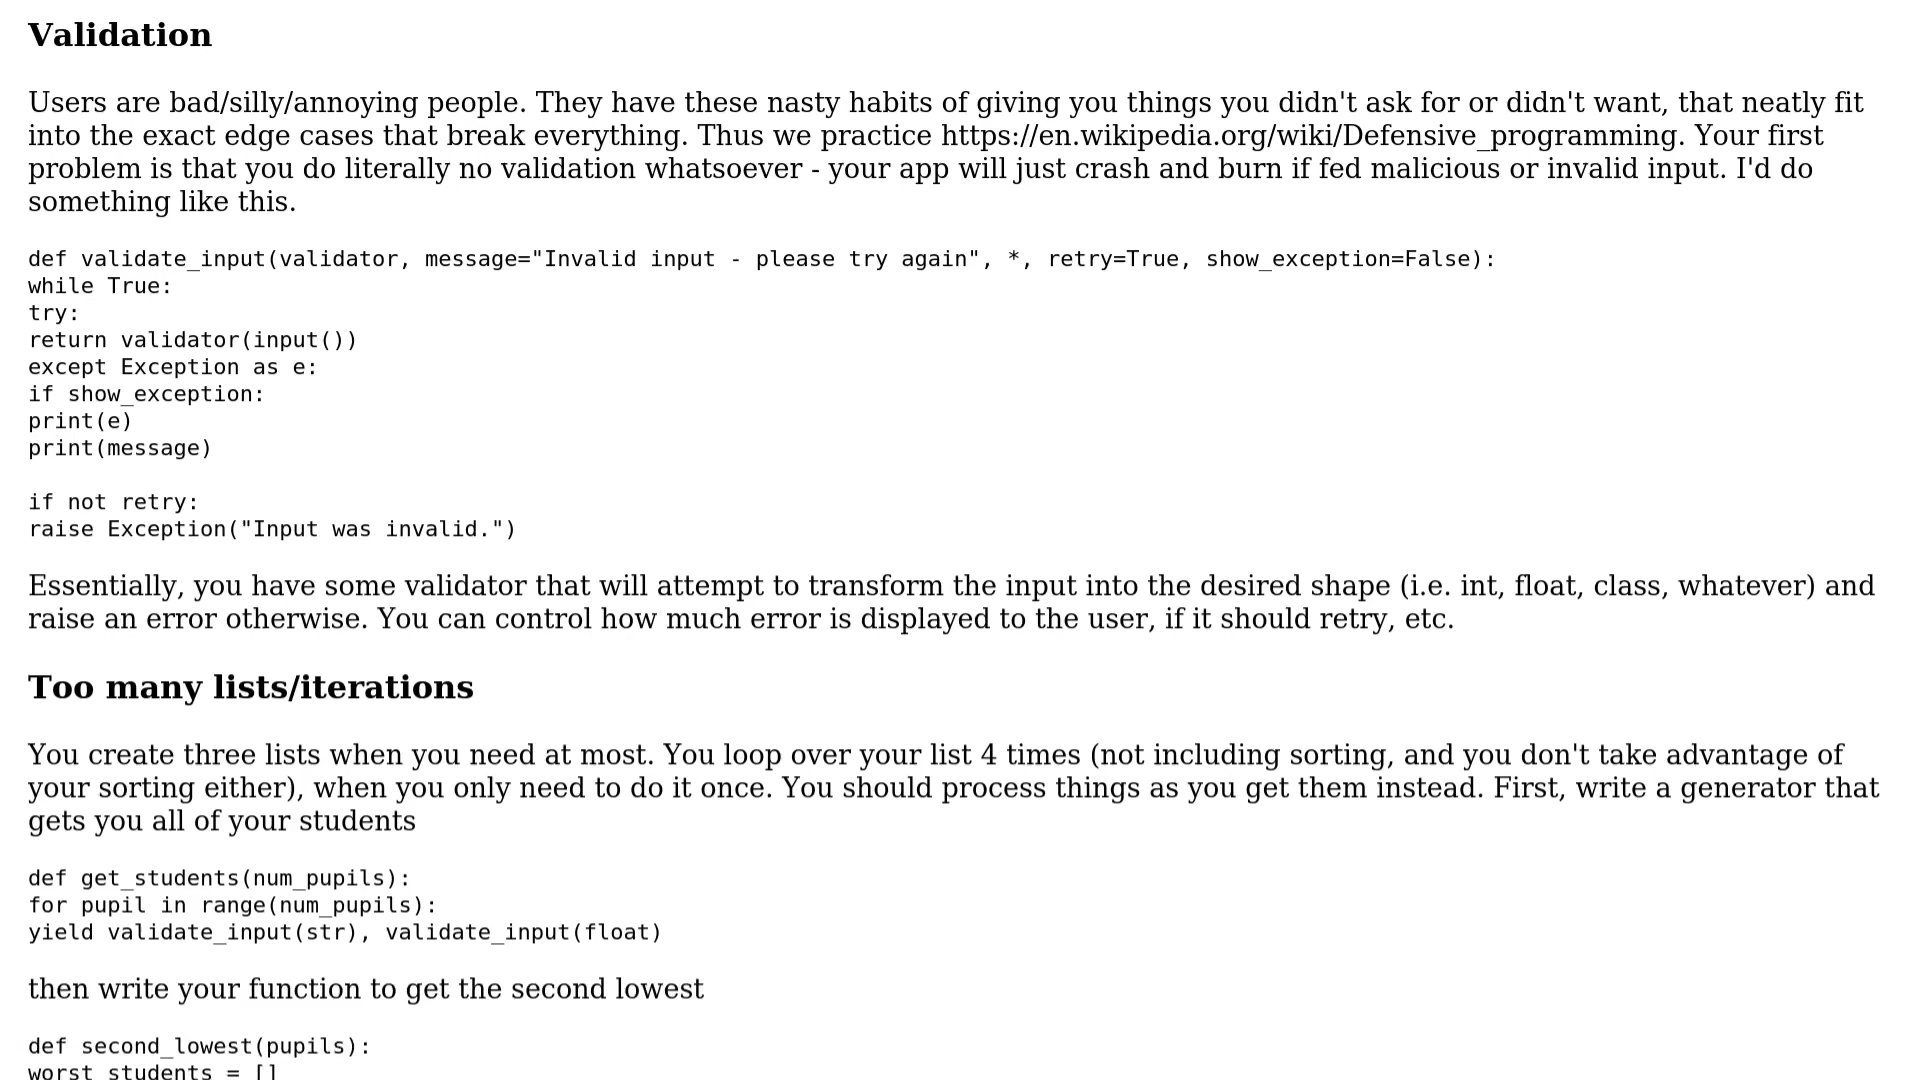 Validation
Users are bad/silly/annoying people. They have these nasty habits of giving you things you didn't ask for or didn't want, that neatly fit
into the exact edge cases that break everything. Thus we practice https://en.wikipedia.org/wiki/Defensive_programming. Your first
problem is that you do literally no validation whatsoever - your app will just crash and burn if fed malicious or invalid input. I'd do
something like this.
def validate_input(validator, message="Invalid input - please try again", *, retry=True, show_exception=False):
while True:
try:
return validator(input())
except Exception as e:
if show_exception:
print(e)
print(message)
if not retry:
raise Exception("Input was invalid.")
Essentially, you have some validator that will attempt to transform the input into the desired shape (i.e. int, float, class, whatever) and
raise an error otherwise. You can control how much error is displayed to the user, if it should retry, etc.
Too many lists/iterations
You create three lists when you need at most. You loop over your list 4 times (not including sorting, and you don't take advantage of
your sorting either), when you only need to do it once. You should process things as you get them instead. First, write a generator that
gets you all of your students
def get_students(num_pupils):
for pupil in range(num_pupils):
yield validate_input(str), validate_input(float)
then write your function to get the second lowest
def second_lowest(pupils):
worst_students = []